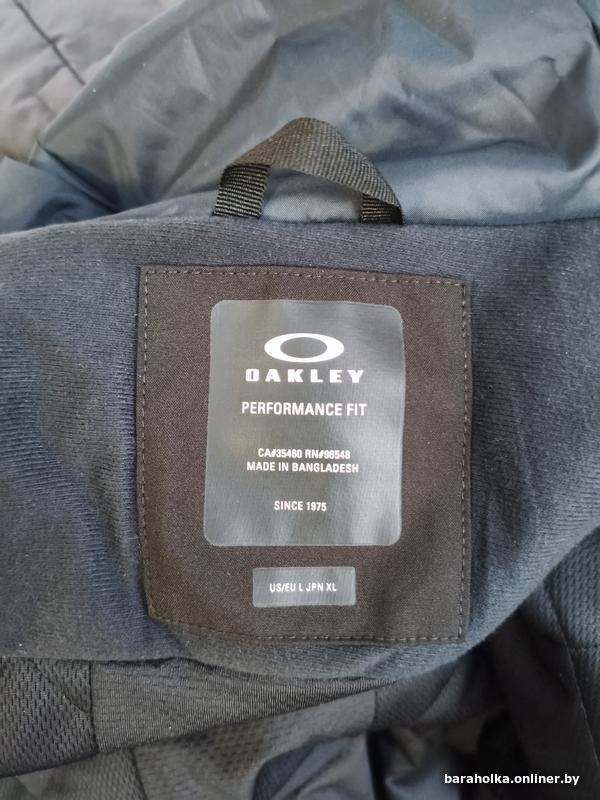 OAKLEY
PERFORMANCE FIT
CA#35460 RN#96548
MADE IN BANGLADESH
SINCE 1975
US/EU L JPN XL
baraholka.onliner.by